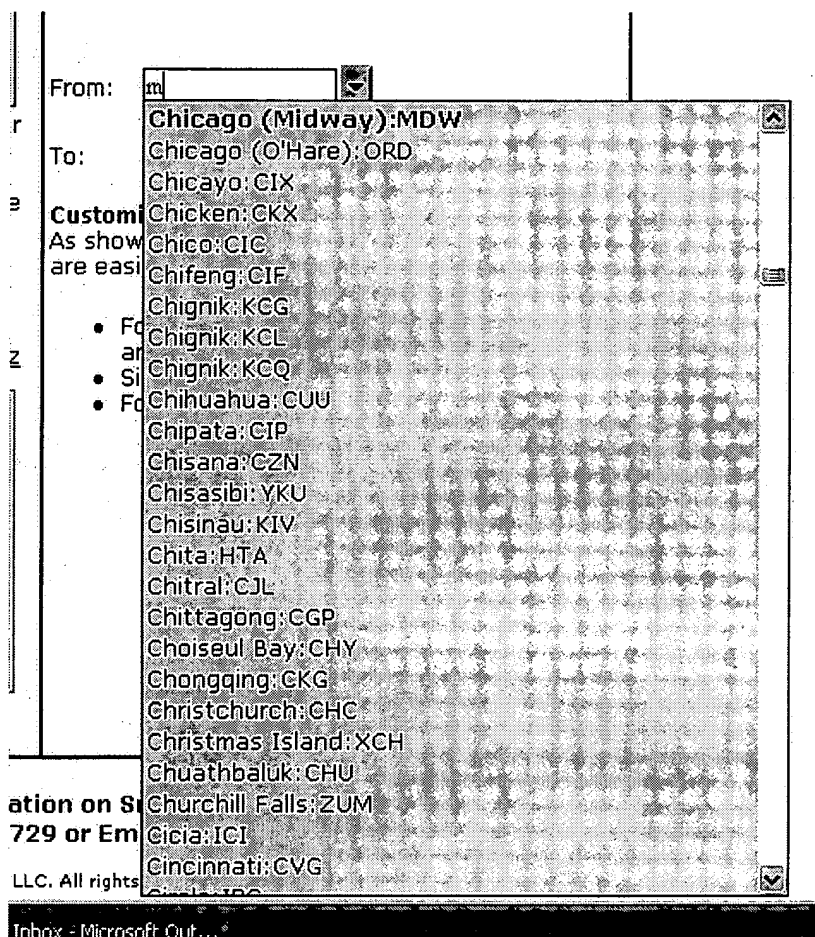 From:
m
Chicago (Midway):MDW
r
To:
Chicago (O'Hare):ORD
Chicayo:CIX
e
Customi
Chicken:CKX
As show
Chico:CIC
are easi
Chifeng:CIF
Chignik:KCG
• Fo
Chignik:KCL
z
ar
Chignik:KCQ
• Si
• Fo
Chihuahua:CUU
Chipata:CIP
Chisana:CZN
Chisasibi:YKU
Chisinau:KIV
Chita:HTA
Chitral:CJL
Chittagong:CGP
Choiseul Bay:CHY
Chongqing:CKG
Christchurch:CHC
Christmas Island:XCH
Chuathbaluk:CHU
ation on Su
Churchill Falls:ZUM
729 or Em
Cicia:ICI
Cincinnati:CVG
LLC. All rights
Inbox - Microsoft Out...